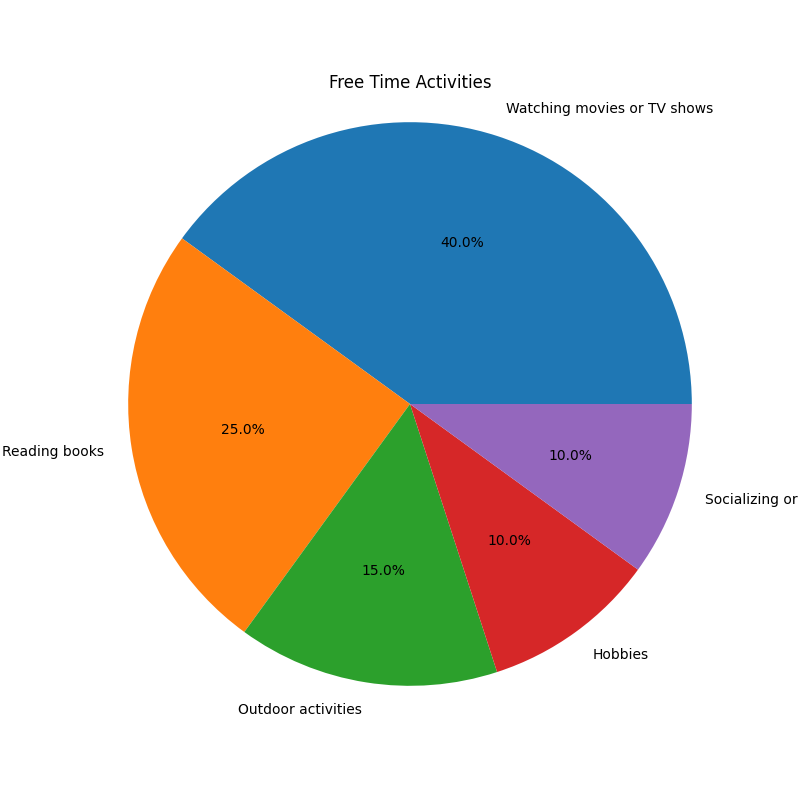 Free Time Activities
Watching movies or TV shows
40.0%
25.0%
Reading books
10.0%
Socializing or
10.0%
15.0%
Hobbies
Outdoor activities